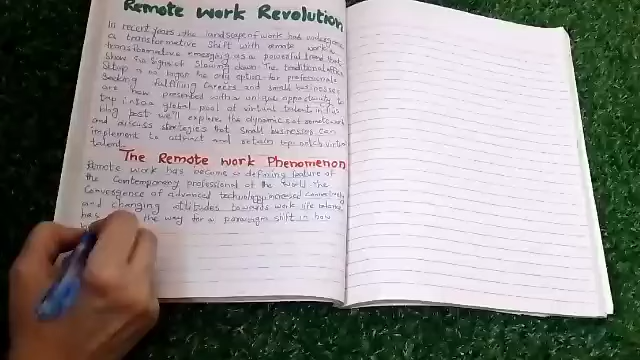 Remote Work Revolution
In recent years, the landscape of work has undergone
a transformative shift with remote work
transformative emerging as a powerful trend that
show no signs of slowing down. The traditional office
Setup is no longer the only option for professionals
Seeking fulfilling careers and small businesses
are now presented with a unique opportunity to
tap into a global pool of virtual talent in this
blog post we'll explore the dynamics of remote work
and discuss strategies that small businesses can
implement to attract and retain top-notch virtual
talent.
The Remote Work Phenomenon
Remote work has become a defining feature of
the contemporary professional of the world The
Convergence of advanced technology, increased connectivity
and changing attitudes towards work life balance
has the way for a paradigm shift in how